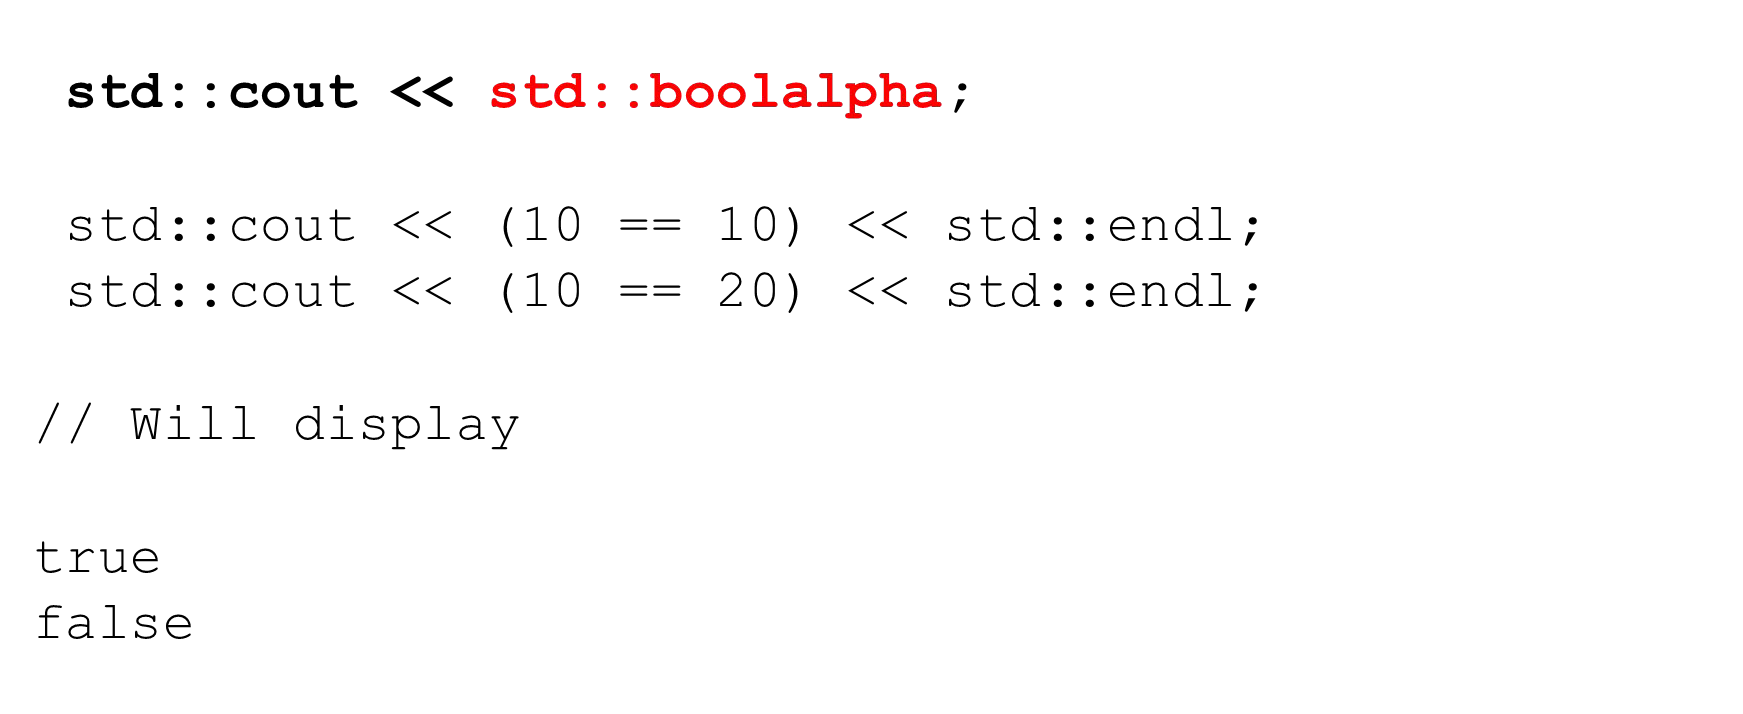 std::cout << std::boolalpha;
std::cout << (10 == 10) << std::endl;
std::cout << (10 == 20) << std::endl;
// Will display
true
false